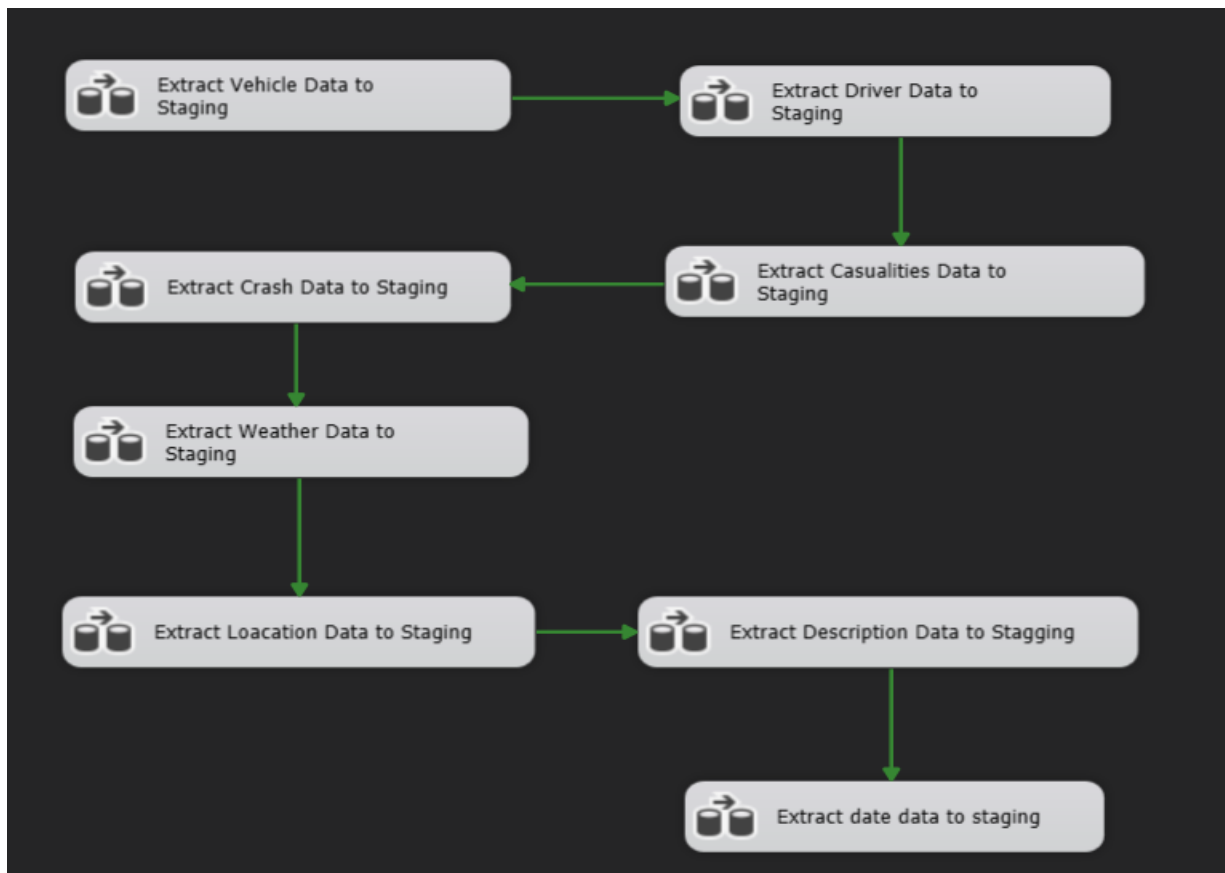 Extract Vehicle Data to
Staging
Extract Driver Data to
Staging
Extract Casualities Data to
Staging
Extract Crash Data to Staging
Extract Weather Data to
Staging
Extract Loacation Data to Staging
Extract Description Data to Stagging
Extract date data to staging